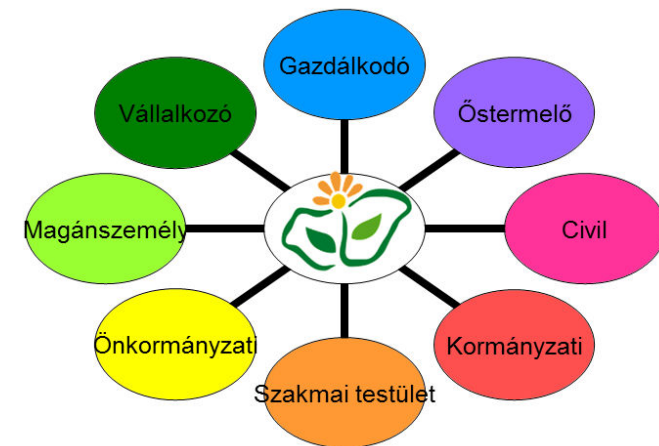 Gazdálkodó
Vállalkozó
Őstermelő
Magánszemély
Civil
Önkormányzati
Kormányzati
Szakmai testület